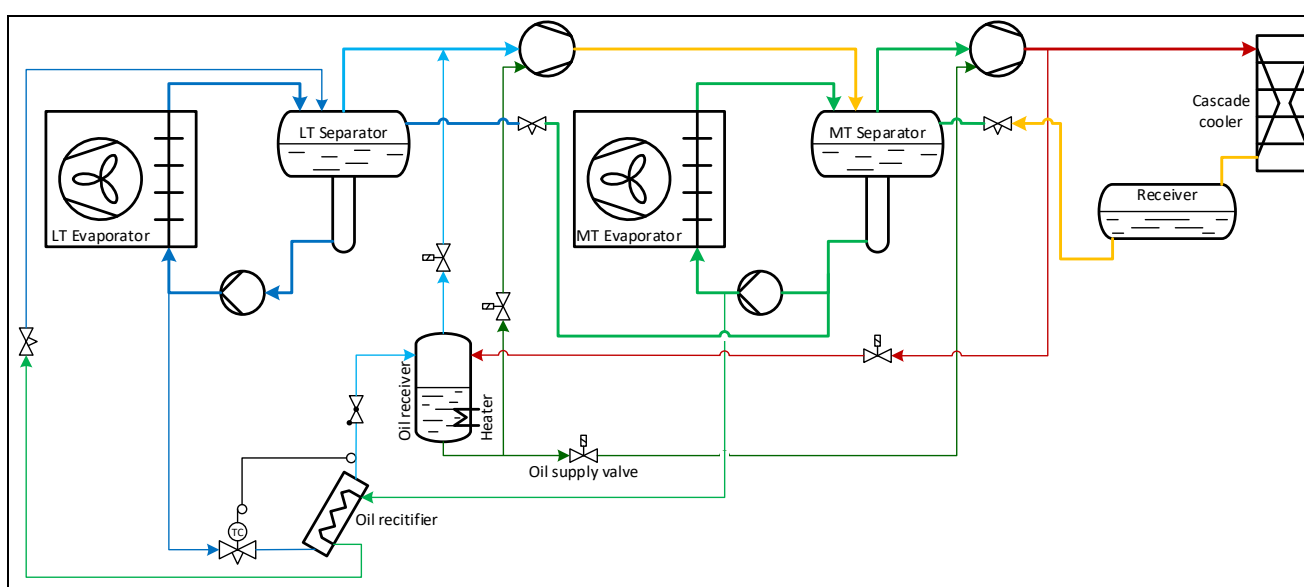 LT Separator
MT Separator
Cascade
cooler
Receiver
LT Evaporator
MT Evaporator
Oil receiver
Heater
Oil supply valve
Oil recitifier
TC